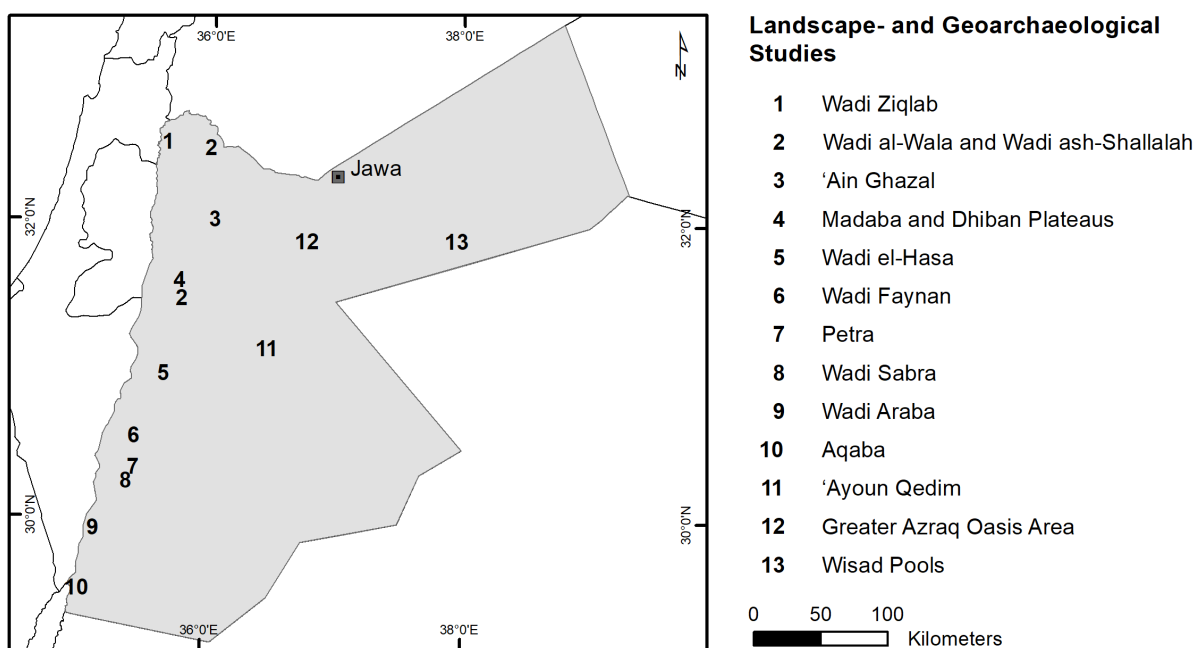 36°0'E
38°0'E
N
1
2
Jawa
32°0'N
3
32°0'N
12
13
4
2
11
5
6
7
8
30°0'N
9
30°0'N
10
36°0'E
38°0'E
Landscape- and Geoarchaeological
Studies
1 Wadi Ziqlab
2 Wadi al-Wala and Wadi ash-Shallalah
3 ‘Ain Ghazal
4 Madaba and Dhiban Plateaus
5 Wadi el-Hasa
6 Wadi Faynan
7 Petra
8 Wadi Sabra
9 Wadi Araba
10 Aqaba
11 ‘Ayoun Qedim
12 Greater Azraq Oasis Area
13 Wisad Pools
0 50 100
Kilometers